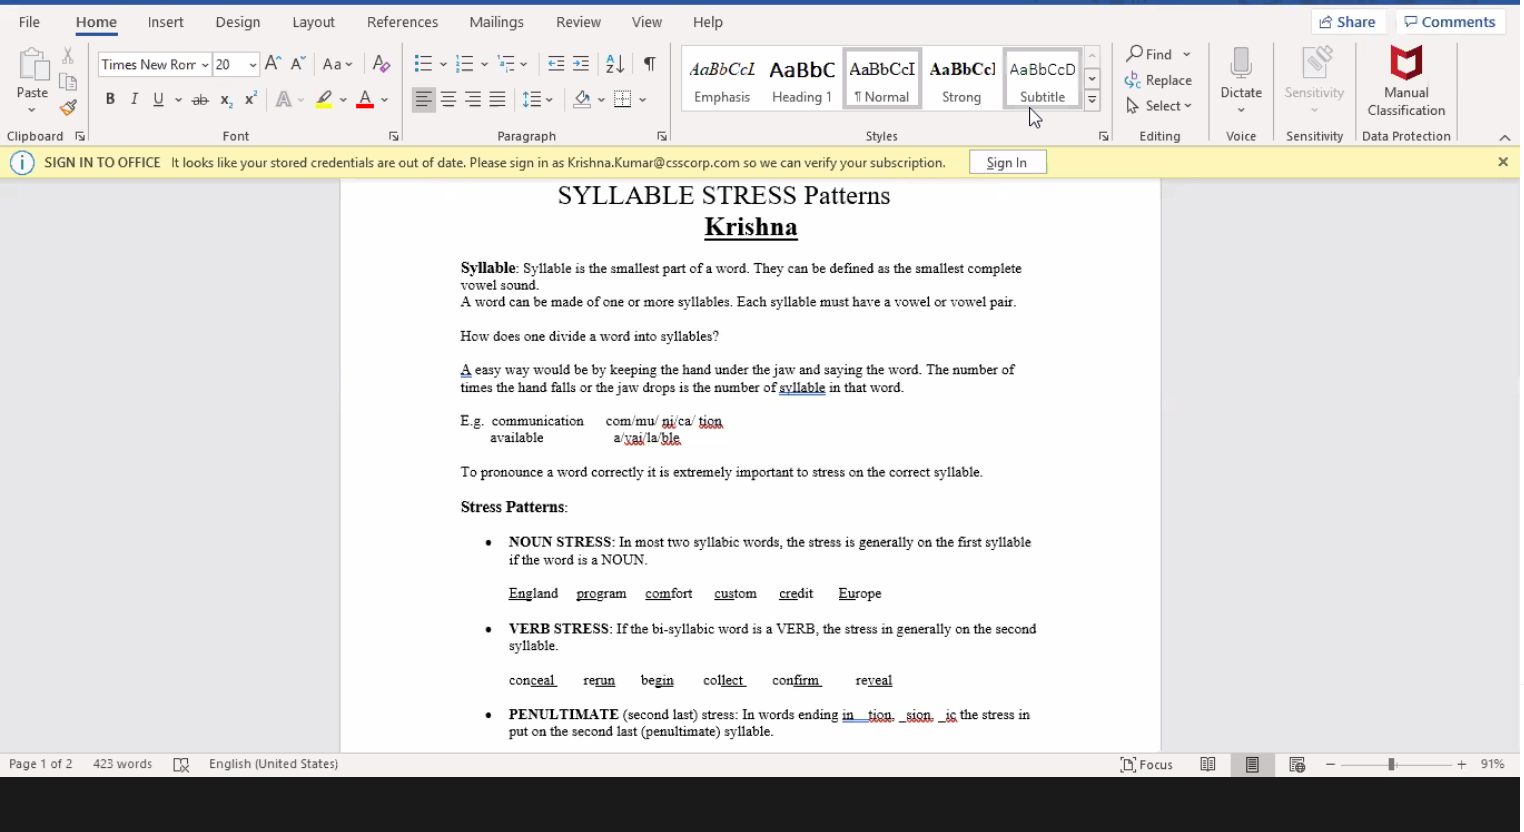 File Home Insert Design Layout References Mailings Review View Help Share Comments
Times New Ror 20 Aa AaBbCcI AaBbC AaBbCcI AaBbCc] AaBbCcD Find
Paste B I U ab x₂ x² A A Emphasis Heading 1 ¶ Normal Strong Subtitle Replace Select Dictate Sensitivity Manual Classification
Clipboard Font Paragraph Styles Editing Voice Sensitivity Data Protection
SIGN IN TO OFFICE It looks like your stored credentials are out of date. Please sign in as Krishna.Kumar@csscorp.com so we can verify your subscription. Sign In
SYLLABLE STRESS Patterns
Krishna
Syllable: Syllable is the smallest part of a word. They can be defined as the smallest complete
vowel sound.
A word can be made of one or more syllables. Each syllable must have a vowel or vowel pair.
How does one divide a word into syllables?
A easy way would be by keeping the hand under the jaw and saying the word. The number of
times the hand falls or the jaw drops is the number of syllable in that word.
E.g. communication com/mu/ ni/ca/ tion
available a/vai/la/ble
To pronounce a word correctly it is extremely important to stress on the correct syllable.
Stress Patterns:
• NOUN STRESS: In most two syllabic words, the stress is generally on the first syllable
if the word is a NOUN.
England program comfort custom credit Europe
• VERB STRESS: If the bi-syllabic word is a VERB, the stress in generally on the second
syllable.
conceal rerun begin collect confirm reveal
• PENULTIMATE (second last) stress: In words ending in __tion, _sion, _ic the stress in
put on the second last (penultimate) syllable.
Page 1 of 2 423 words English (United States) Focus 91%